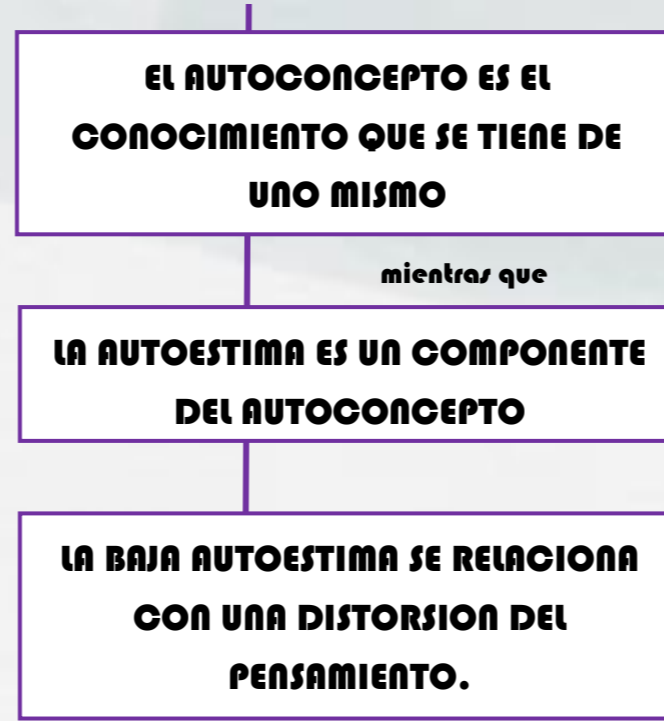 EL AUTOCONCEPTO ES EL
CONOCIMIENTO QUE SE TIENE DE
UNO MISMO
mientras que
LA AUTOESTIMA ES UN COMPONENTE
DEL AUTOCONCEPTO
LA BAJA AUTOESTIMA SE RELACIONA
CON UNA DISTORSION DEL
PENSAMIENTO.